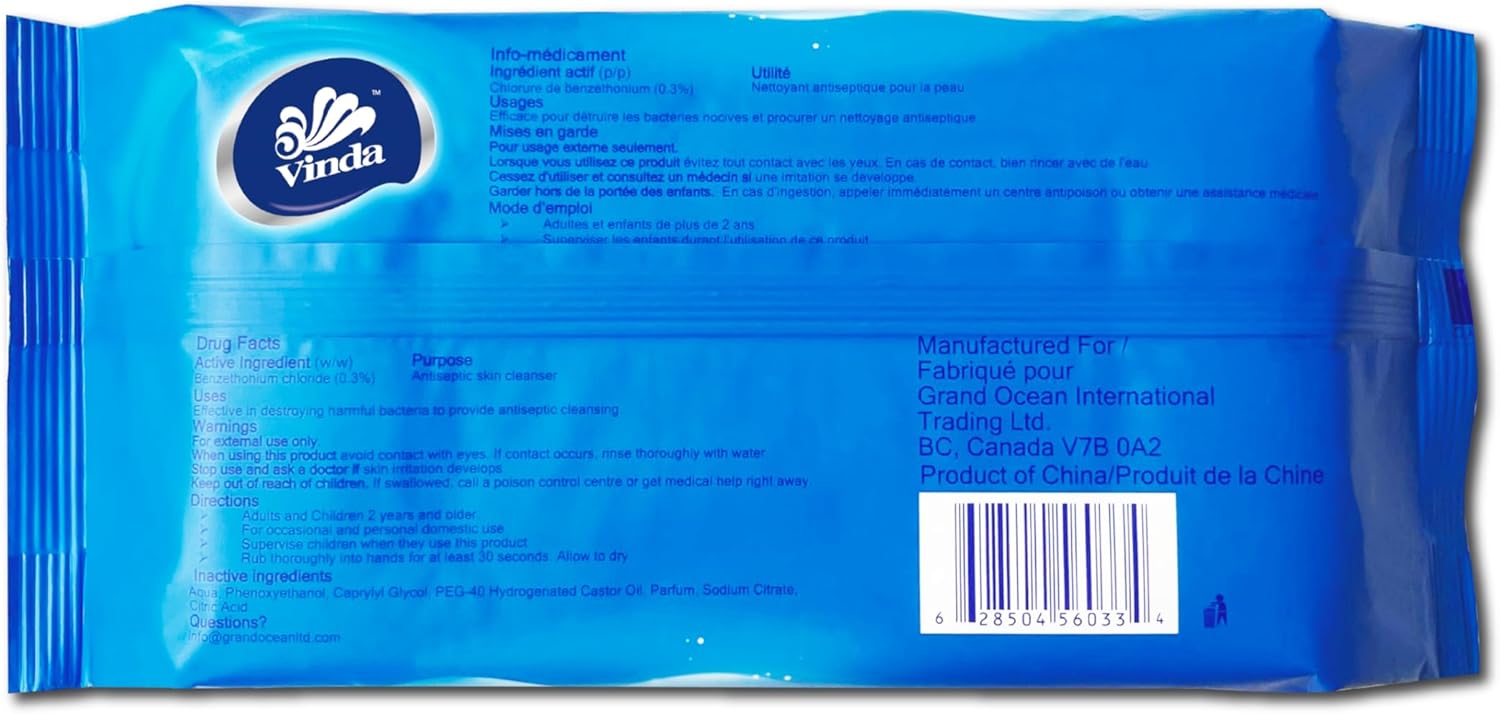 Vinda™
Info-médicament
Ingrédient actif (p/p)
Utilité
Chlorure de benzethonium (0.3%)
Nettoyant antiseptique pour la peau
Usages
Efficace pour détruire les bactéries nocives et procurer un nettoyage antiseptique
Mises en garde
Pour usage externe seulement.
Lorsque vous utilisez ce produit évitez tout contact avec les yeux. En cas de contact, bien rincer avec de l'eau
Cessez d'utiliser et consultez un médecin si une irritation se développe.
Garder hors de la portée des enfants. En cas d'ingestion, appeler immédiatement un centre antipoison ou obtenir une assistance médicale
Mode d'emploi
➢ Adultes et enfants de plus de 2 ans
➢ Superviser les enfants durant l'utilisation de ce produit
Drug Facts
Active Ingredient (w/w)
Purpose
Benzethonium chloride (0.3%)
Antiseptic skin cleanser
Uses
Effective in destroying harmful bacteria to provide antiseptic cleansing
Warnings
For external use only.
When using this product avoid contact with eyes. If contact occurs, rinse thoroughly with water.
Stop use and ask a doctor if skin irritation develops.
Keep out of reach of children. If swallowed, call a poison control centre or get medical help right away.
Directions
➢ Adults and Children 2 years and older
➢ For occasional and personal domestic use
➢ Supervise children when they use this product
➢ Rub thoroughly into hands for at least 30 seconds. Allow to dry
Inactive ingredients
Aqua, Phenoxyethanol, Caprylyl Glycol, PEG-40 Hydrogenated Castor Oil, Parfum, Sodium Citrate,
Citric Acid
Questions?
info@grandoceanltd.com
Manufactured For /
Fabriqué pour
Grand Ocean International
Trading Ltd.
BC, Canada V7B 0A2
Product of China/Produit de la Chine
6 28504 56033 4